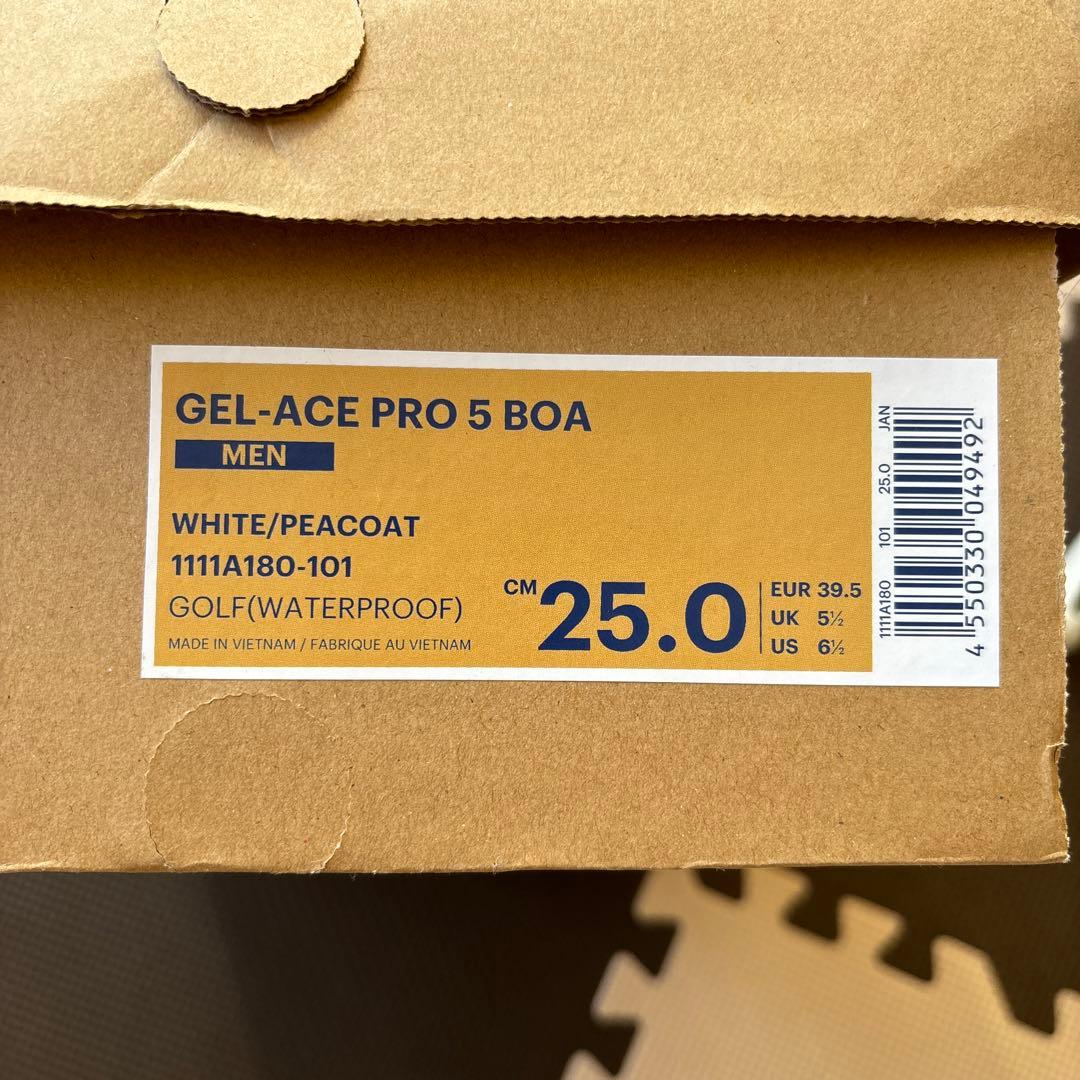 GEL-ACE PRO 5 BOA
MEN
WHITE/PEACOAT
1111A180-101
GOLF(WATERPROOF)
MADE IN VIETNAM / FABRIQUE AU VIETNAM
CM 25.0
EUR 39.5
UK 5½
US 6½
1111A180 101 25.0 JAN
4 550330 049492